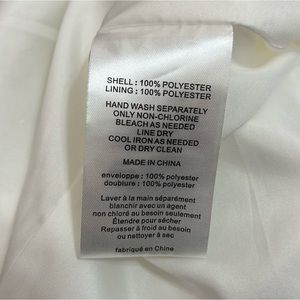 SHELL : 100% POLYESTER
LINING : 100% POLYESTER
HAND WASH SEPARATELY
ONLY NON-CHLORINE
BLEACH AS NEEDED
LINE DRY
COOL IRON AS NEEDED
OR DRY CLEAN
MADE IN CHINA
enveloppe : 100% polyester
doublure : 100% polyester
Laver à la main séparément
blanchir avec un agent
non chloré au besoin seulement
Étendre pour sécher
Repasser à froid au besoin
ou nettoyer à sec
fabriqué en Chine